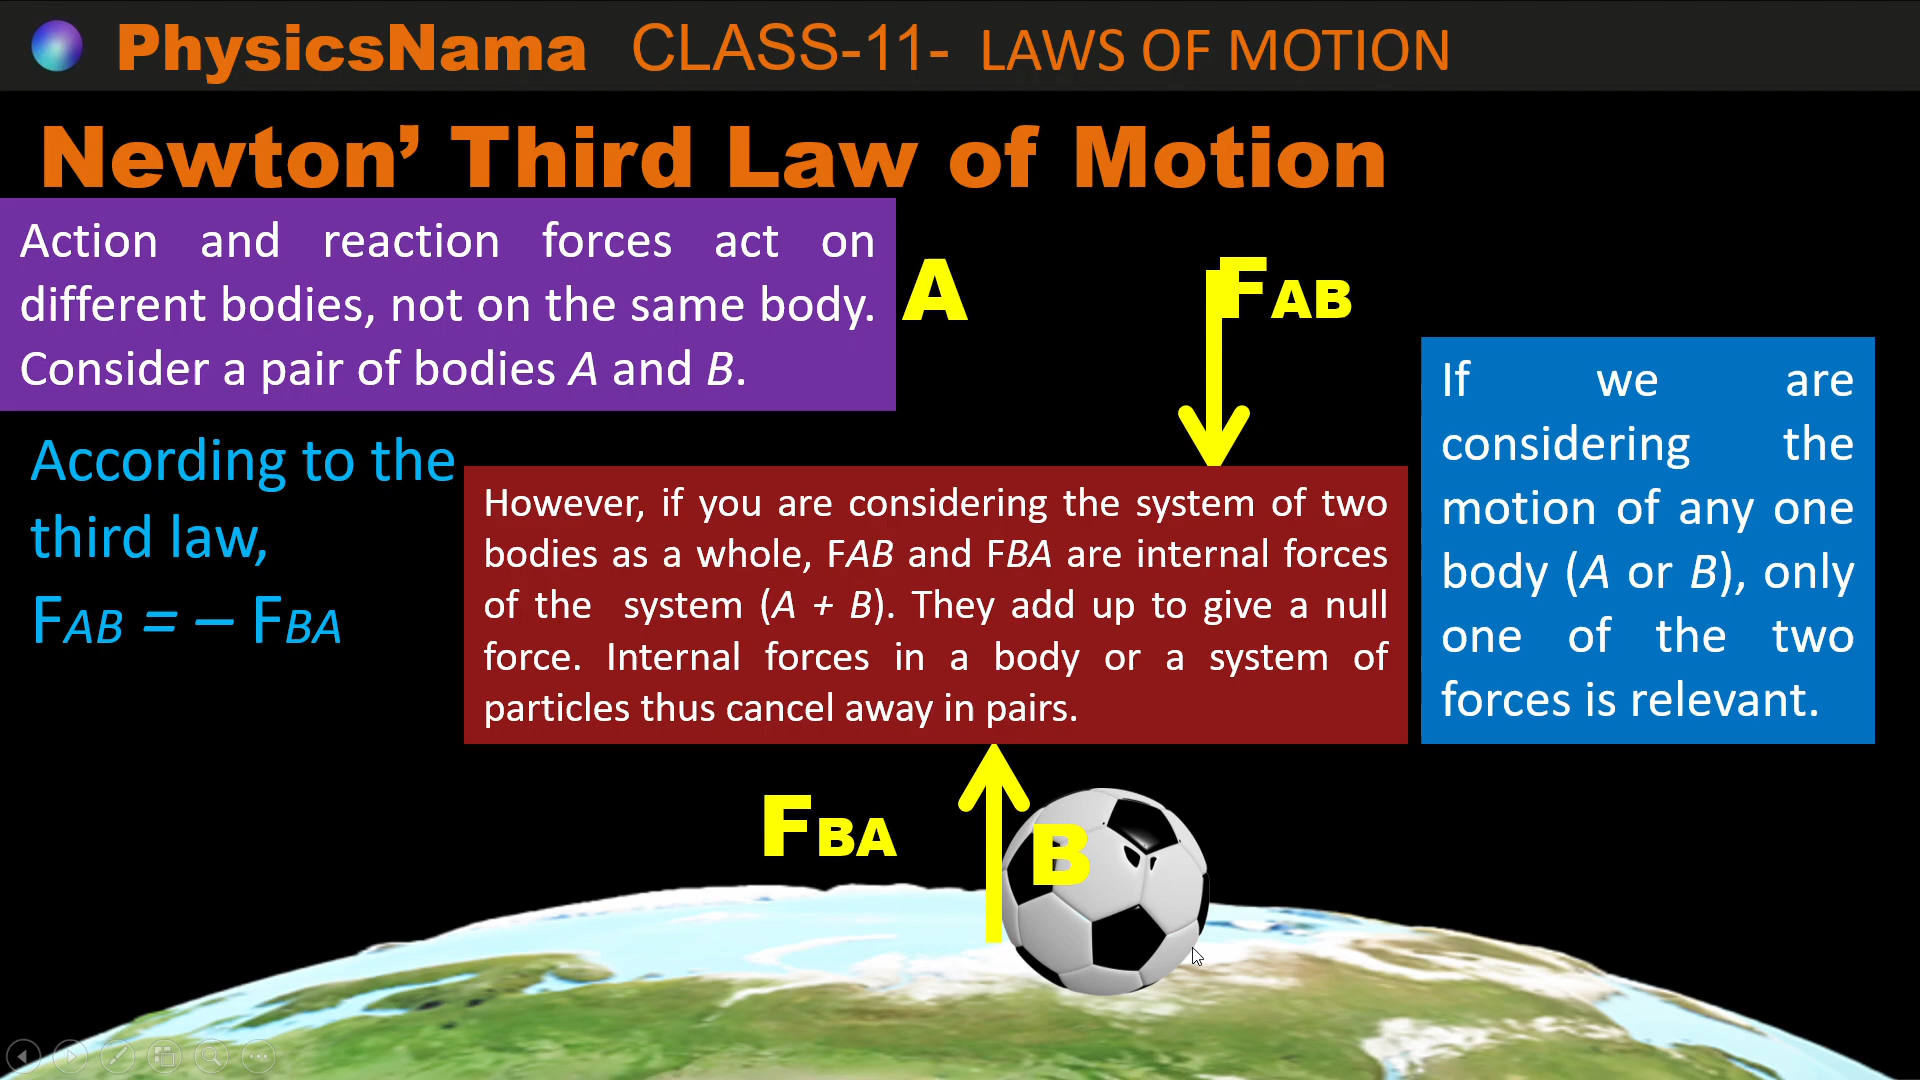 PhysicsNama CLASS-11- LAWS OF MOTION
Newton’ Third Law of Motion
Action and reaction forces act on
different bodies, not on the same body.
Consider a pair of bodies A and B.
A
FAB
According to the
third law,
FAB = – FBA
However, if you are considering the system of two
bodies as a whole, FAB and FBA are internal forces
of the system (A + B). They add up to give a null
force. Internal forces in a body or a system of
particles thus cancel away in pairs.
If we are
considering the
motion of any one
body (A or B), only
one of the two
forces is relevant.
FBA
B